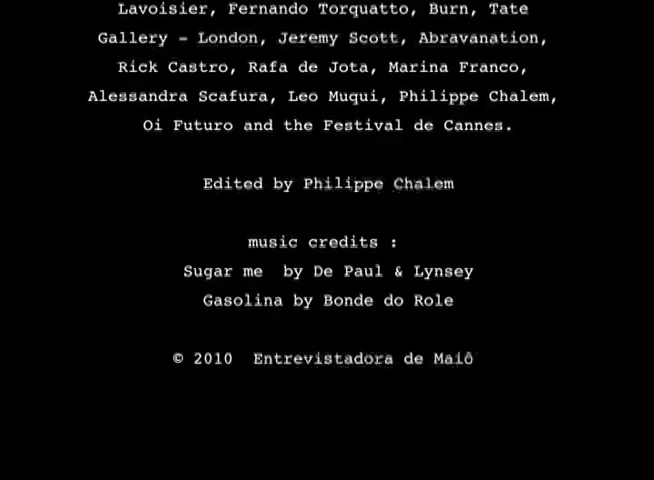 Lavoisier, Fernando Torquatto, Burn, Tate
Gallery - London, Jeremy Scott, Abravanation,
Rick Castro, Rafa de Jota, Marina Franco,
Alessandra Scafura, Leo Muqui, Philippe Chalem,
Oi Futuro and the Festival de Cannes.
Edited by Philippe Chalem
music credits :
Sugar me  by De Paul & Lynsey
Gasolina by Bonde do Role
© 2010  Entrevistadora de Maiô